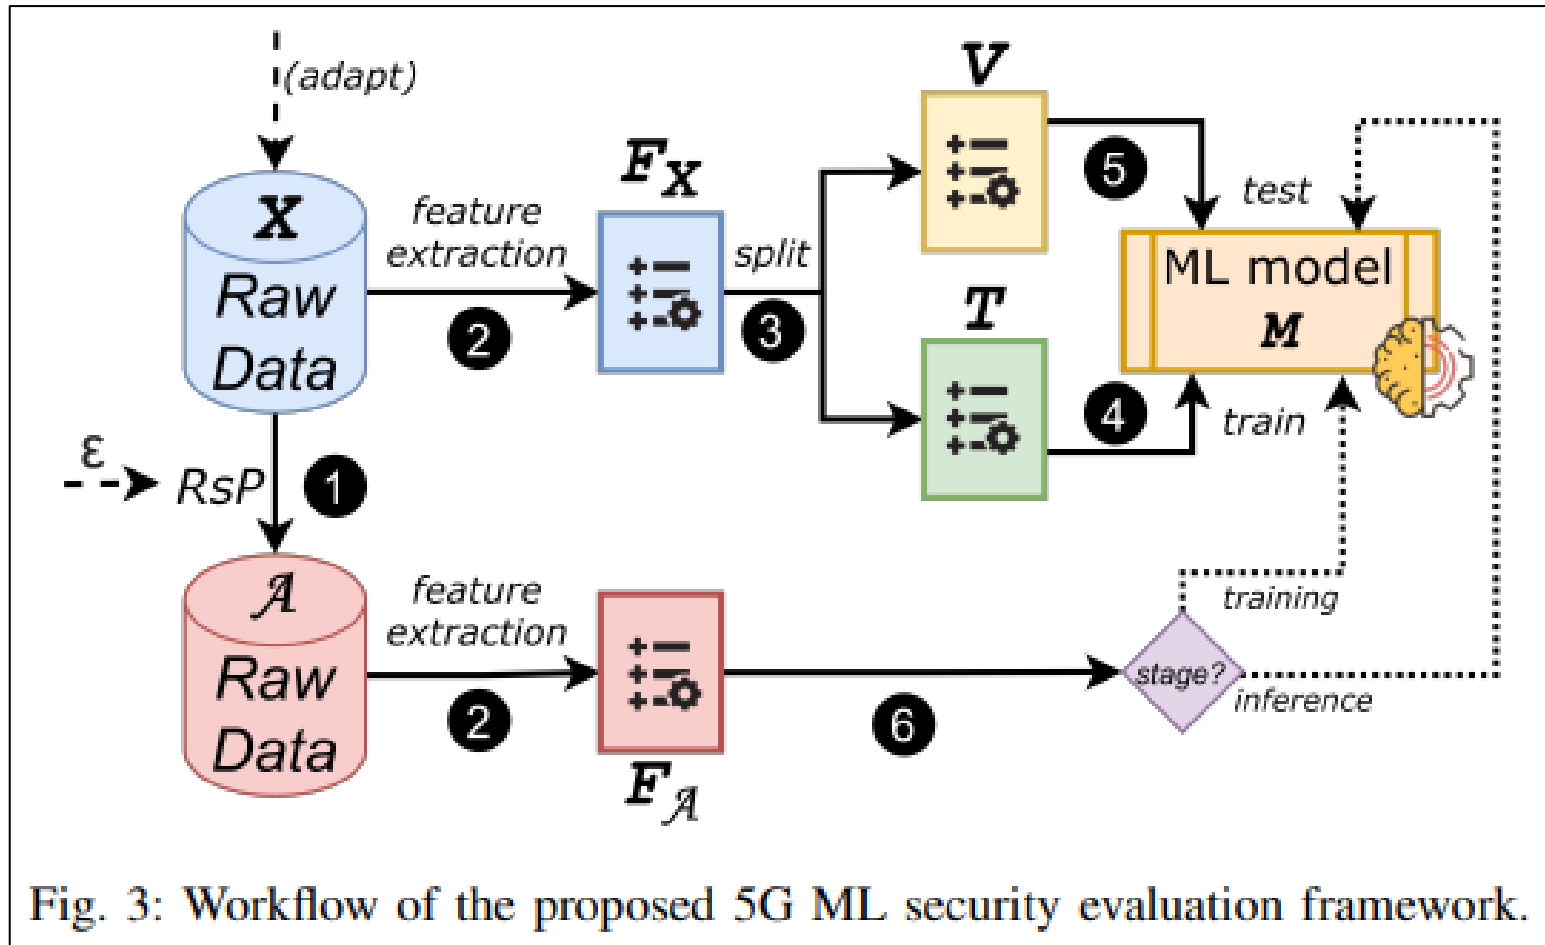 (adapt)
X
Raw
Data
feature
extraction
2
F_X
split
3
V
5
test
ML model
M
T
4
train
ε
RsP
1
𝒜
Raw
Data
feature
extraction
2
F_𝒜
6
stage?
training
inference
Fig. 3: Workflow of the proposed 5G ML security evaluation framework.